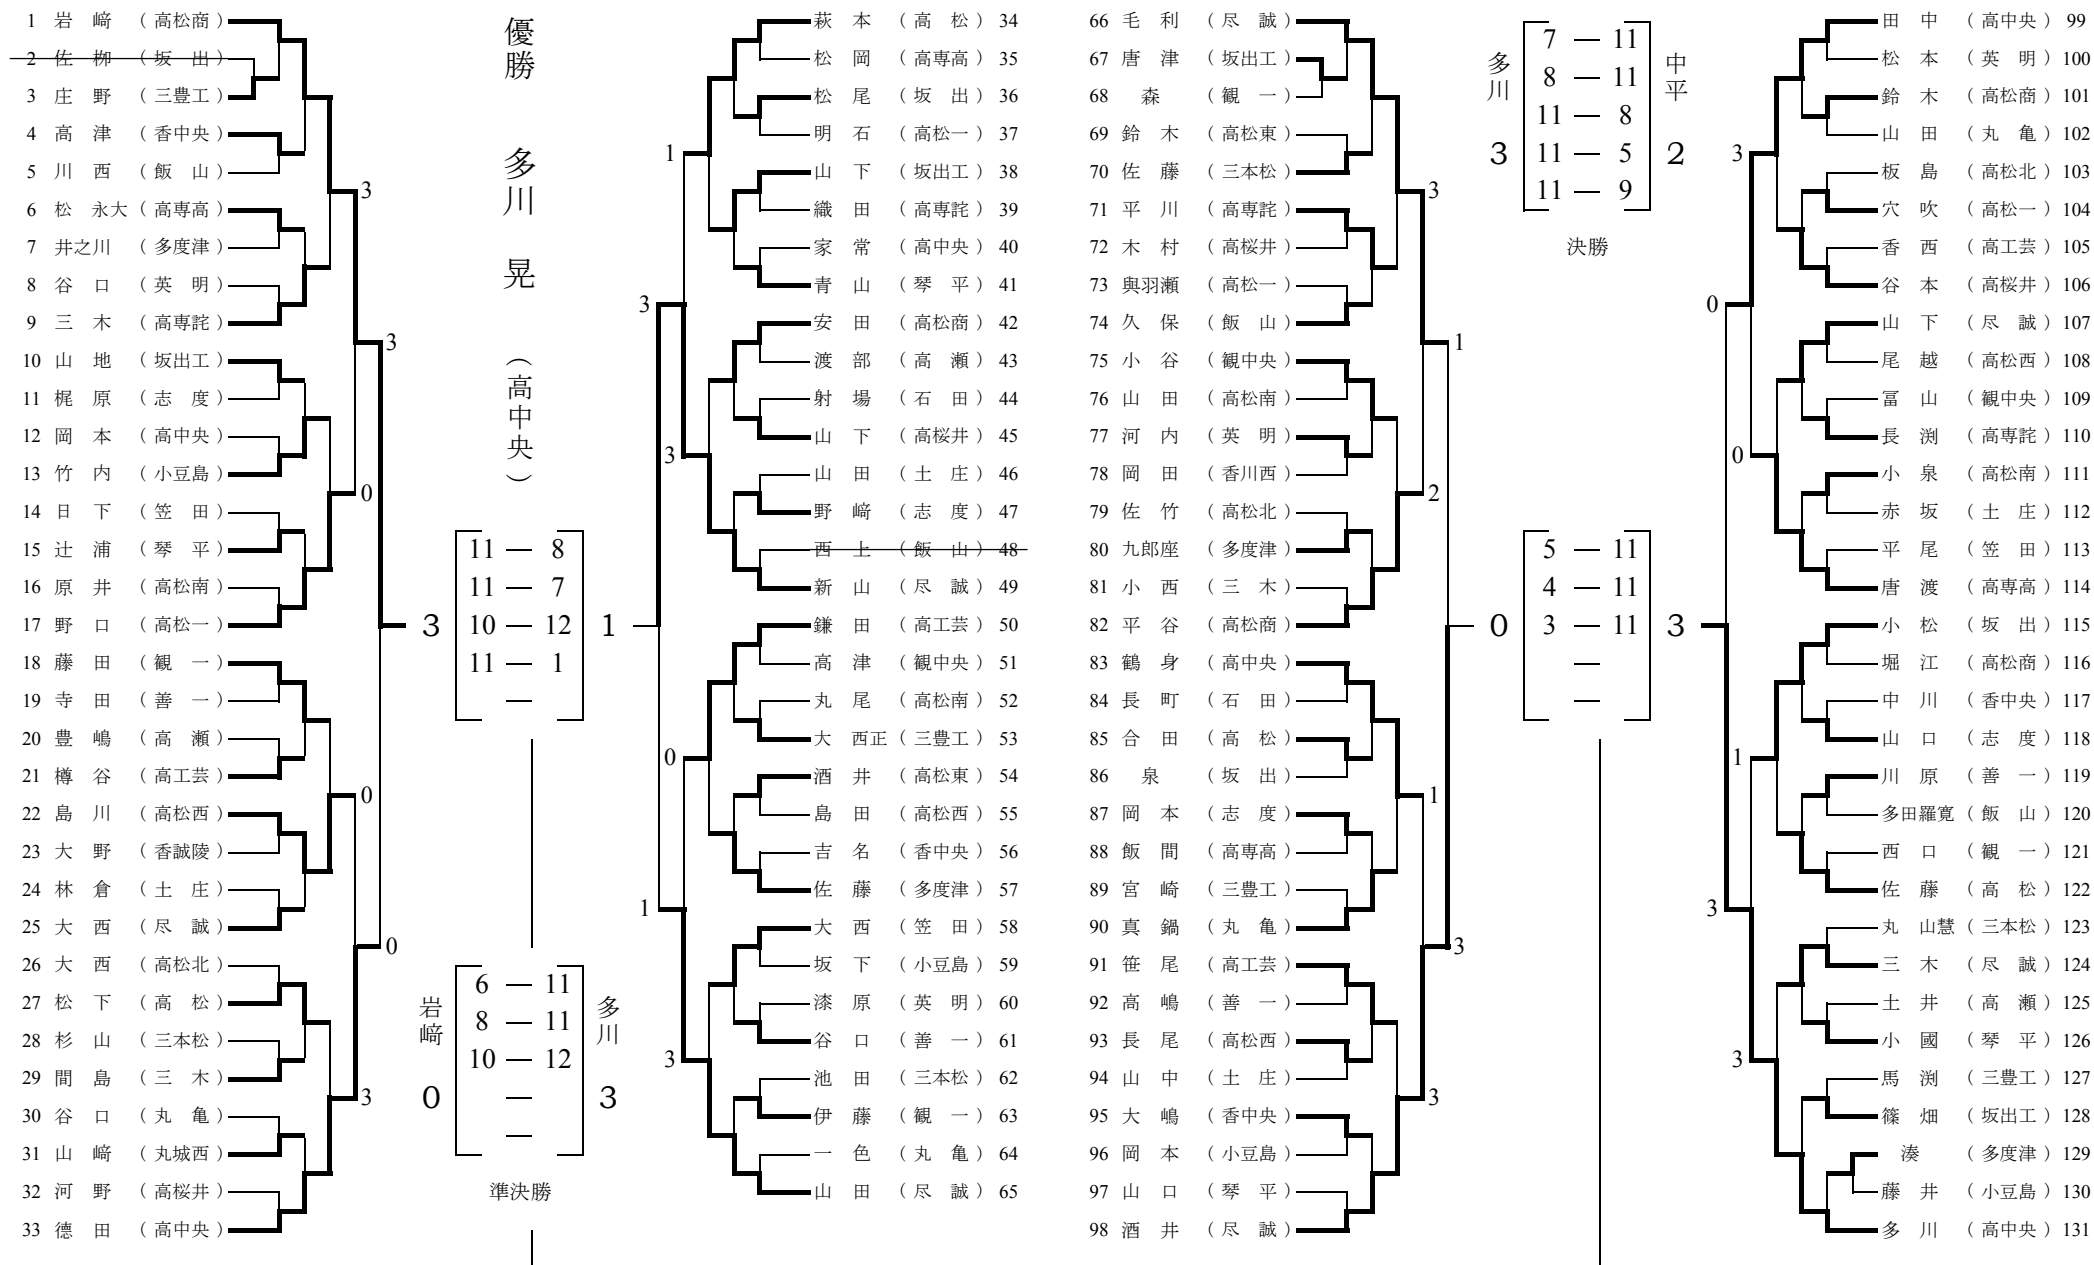 1 岩 﨑 （高松商）
2 佐 栁 （坂 出）
3 庄 野 （三豊工）
4 高 津 （香中央）
5 川 西 （飯 山）
6 松 永大 （高専高）
7 井之川 （多度津）
8 谷 口 （英 明）
9 三 木 （高専詫）
10 山 地 （坂出工）
11 梶 原 （志 度）
12 岡 本 （高中央）
13 竹 内 （小豆島）
14 日 下 （笠 田）
15 辻 浦 （琴 平）
16 原 井 （高松南）
17 野 口 （高松一）
18 藤 田 （観 一）
19 寺 田 （善 一）
20 豊 嶋 （高 瀬）
21 樽 谷 （高工芸）
22 島 川 （高松西）
23 大 野 （香誠陵）
24 林 倉 （土 庄）
25 大 西 （尽 誠）
26 大 西 （高松北）
27 松 下 （高 松）
28 杉 山 （三本松）
29 間 島 （三 木）
30 谷 口 （丸 亀）
31 山 﨑 （丸城西）
32 河 野 （高桜井）
33 德 田 （高中央）
3
3
0
0
0
3
優勝 多川 晃 （高中央）
3
11 — 8
11 — 7
10 — 12
11 — 1
—
1
岩﨑
0
6 — 11
8 — 11
10 — 12
—
—
多川
3
準決勝
1
3
3
0
1
3
萩 本 （高 松） 34
松 岡 （高専高） 35
松 尾 （坂 出） 36
明 石 （高松一） 37
山 下 （坂出工） 38
織 田 （高専詫） 39
家 常 （高中央） 40
青 山 （琴 平） 41
安 田 （高松商） 42
渡 部 （高 瀬） 43
射 場 （石 田） 44
山 下 （高桜井） 45
山 田 （土 庄） 46
野 﨑 （志 度） 47
西 上 （飯 山） 48
新 山 （尽 誠） 49
鎌 田 （高工芸） 50
高 津 （観中央） 51
丸 尾 （高松南） 52
大 西正 （三豊工） 53
酒 井 （高松東） 54
島 田 （高松西） 55
吉 名 （香中央） 56
佐 藤 （多度津） 57
大 西 （笠 田） 58
坂 下 （小豆島） 59
漆 原 （英 明） 60
谷 口 （善 一） 61
池 田 （三本松） 62
伊 藤 （観 一） 63
一 色 （丸 亀） 64
山 田 （尽 誠） 65
66 毛 利 （尽 誠）
67 唐 津 （坂出工）
68 森 （観 一）
69 鈴 木 （高松東）
70 佐 藤 （三本松）
71 平 川 （高専詫）
72 木 村 （高桜井）
73 與羽瀬 （高松一）
74 久 保 （飯 山）
75 小 谷 （観中央）
76 山 田 （高松南）
77 河 内 （英 明）
78 岡 田 （香川西）
79 佐 竹 （高松北）
80 九郎座 （多度津）
81 小 西 （三 木）
82 平 谷 （高松商）
83 鶴 身 （高中央）
84 長 町 （石 田）
85 合 田 （高 松）
86 泉 （坂 出）
87 岡 本 （志 度）
88 飯 間 （高専高）
89 宮 崎 （三豊工）
90 真 鍋 （丸 亀）
91 笹 尾 （高工芸）
92 高 嶋 （善 一）
93 長 尾 （高松西）
94 山 中 （土 庄）
95 大 嶋 （香中央）
96 岡 本 （小豆島）
97 山 口 （琴 平）
98 酒 井 （尽 誠）
3
1
2
1
3
3
多川
3
7 — 11
8 — 11
11 — 8
11 — 5
11 — 9
中平
2
決勝
0
5 — 11
4 — 11
3 — 11
—
—
3
3
0
0
1
3
3
田 中 （高中央） 99
松 本 （英 明） 100
鈴 木 （高松商） 101
山 田 （丸 亀） 102
板 島 （高松北） 103
穴 吹 （高松一） 104
香 西 （高工芸） 105
谷 本 （高桜井） 106
山 下 （尽 誠） 107
尾 越 （高松西） 108
冨 山 （観中央） 109
長 渕 （高専詫） 110
小 泉 （高松南） 111
赤 坂 （土 庄） 112
平 尾 （笠 田） 113
唐 渡 （高専高） 114
小 松 （坂 出） 115
堀 江 （高松商） 116
中 川 （香中央） 117
山 口 （志 度） 118
川 原 （善 一） 119
多田羅寛 （飯 山） 120
西 口 （観 一） 121
佐 藤 （高 松） 122
丸 山慧 （三本松） 123
三 木 （尽 誠） 124
土 井 （高 瀬） 125
小 國 （琴 平） 126
馬 渕 （三豊工） 127
篠 畑 （坂出工） 128
湊 （多度津） 129
藤 井 （小豆島） 130
多 川 （高中央） 131